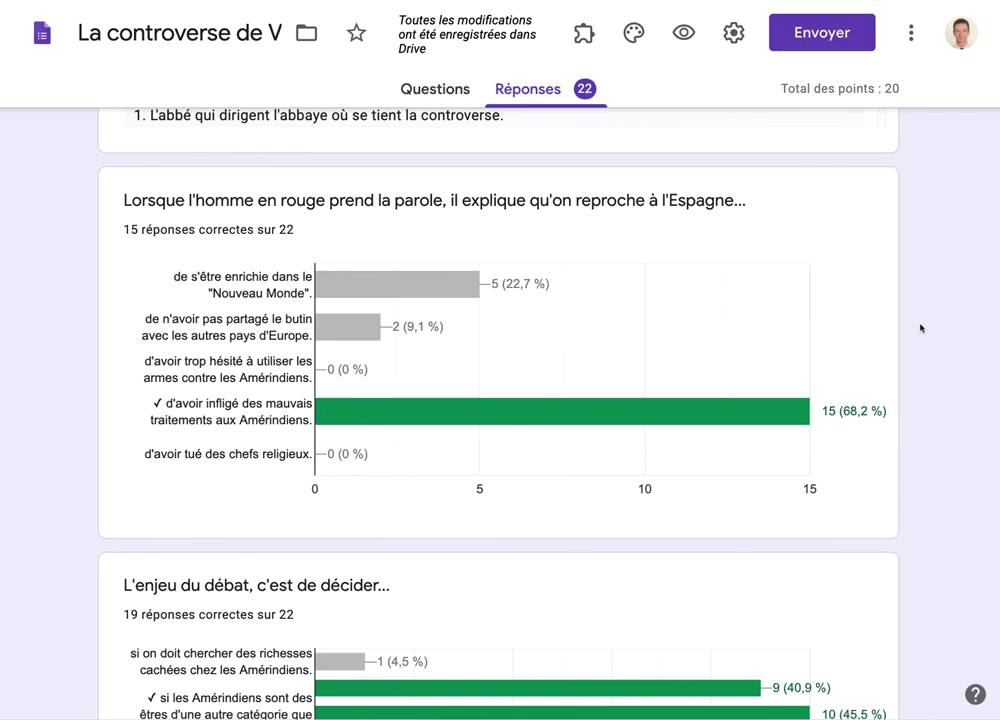 La controverse de V
Toutes les modifications
ont été enregistrées dans
Drive
Envoyer
Questions
Réponses 22
Total des points : 20
1. L'abbé qui dirigent l'abbaye où se tient la controverse.
Lorsque l'homme en rouge prend la parole, il explique qu'on reproche à l'Espagne...
15 réponses correctes sur 22
de s'être enrichie dans le
"Nouveau Monde".
5 (22,7 %)
de n'avoir pas partagé le butin
avec les autres pays d'Europe.
2 (9,1 %)
d'avoir trop hésité à utiliser les
armes contre les Amérindiens.
0 (0 %)
✓ d'avoir infligé des mauvais
traitements aux Amérindiens.
15 (68,2 %)
d'avoir tué des chefs religieux.
0 (0 %)
0 5 10 15
L'enjeu du débat, c'est de décider...
19 réponses correctes sur 22
si on doit chercher des richesses
cachées chez les Amérindiens.
1 (4,5 %)
9 (40,9 %)
✓ si les Amérindiens sont des
êtres d'une autre catégorie que
10 (45,5 %)
?